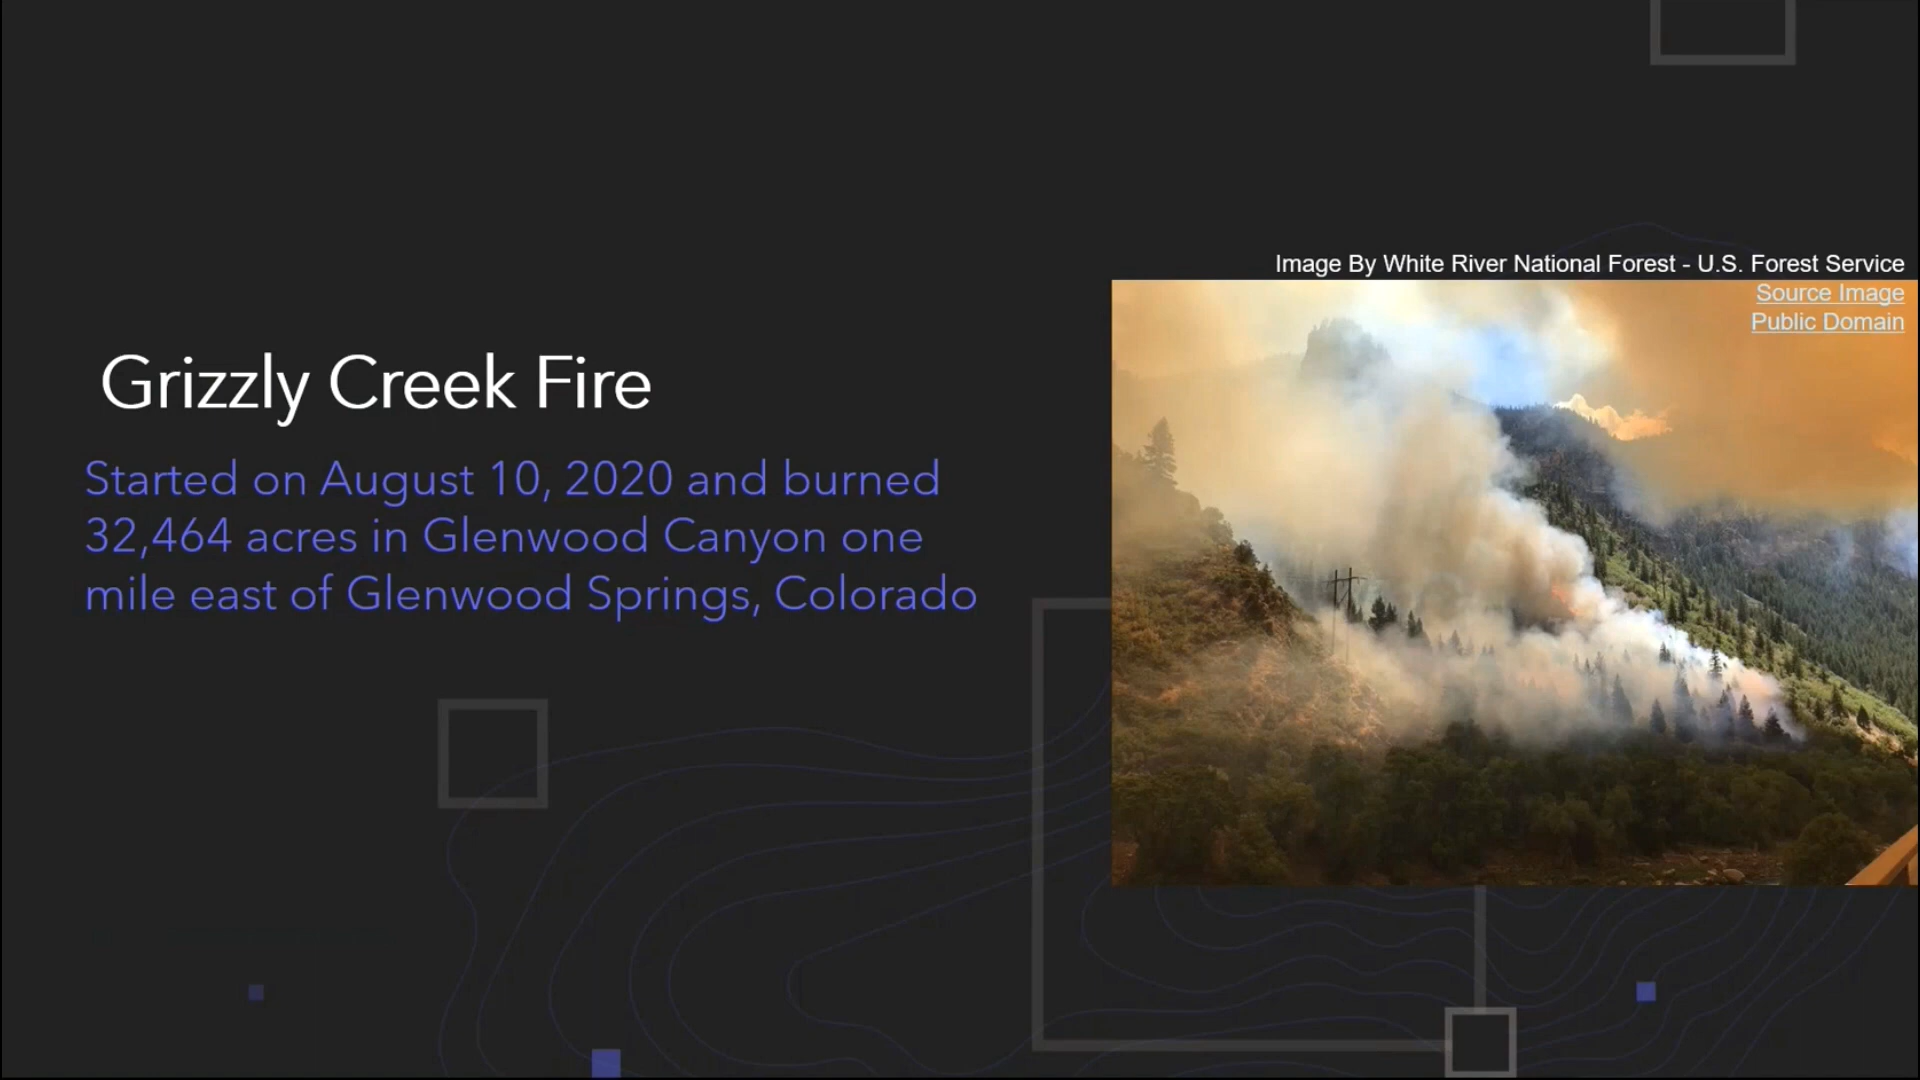 Image By White River National Forest - U.S. Forest Service
Source Image
Public Domain
Grizzly Creek Fire
Started on August 10, 2020 and burned
32,464 acres in Glenwood Canyon one
mile east of Glenwood Springs, Colorado